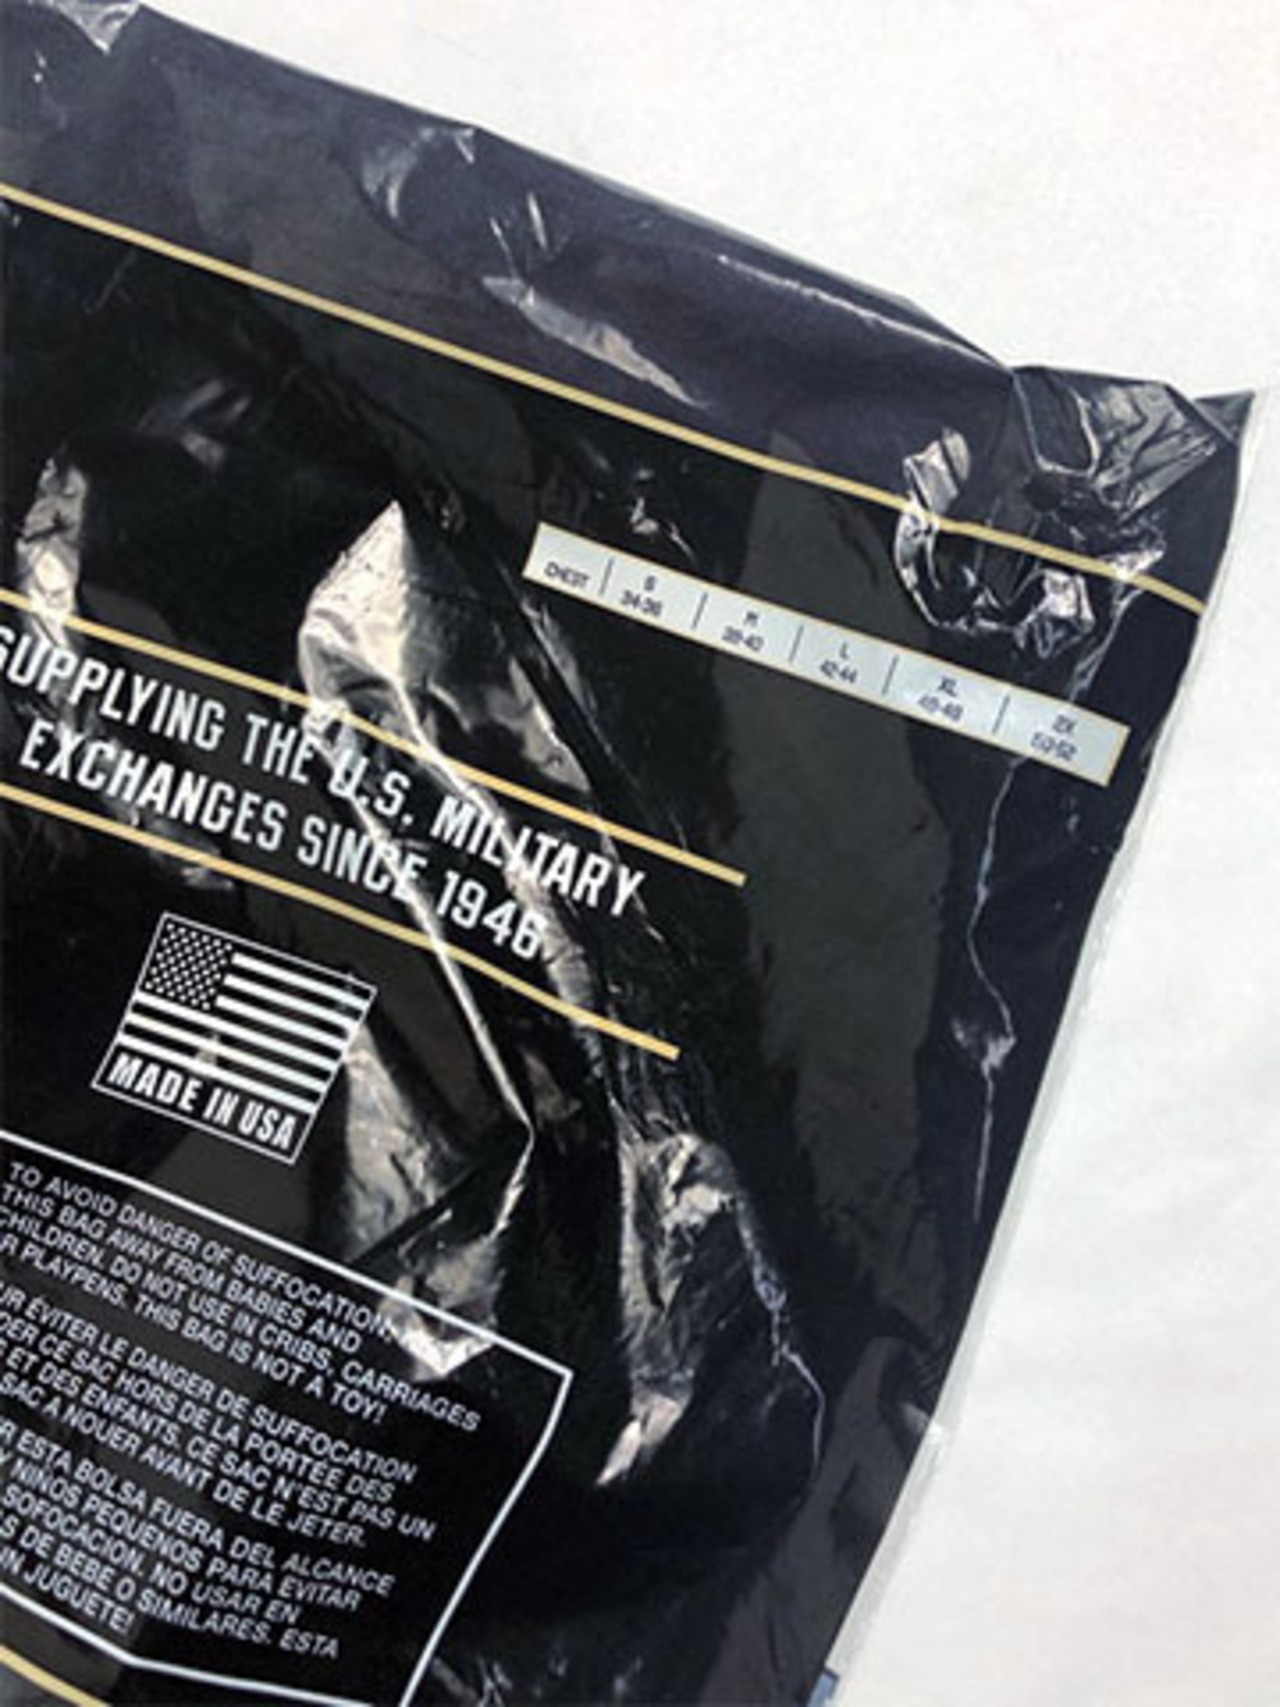 CHEST S M L XL 2X
34-36 38-40 42-44 46-48 50-52
SUPPLYING THE U.S. MILITARY
EXCHANGES SINCE 1946
MADE IN USA
TO AVOID DANGER OF SUFFOCATION,
THIS BAG AWAY FROM BABIES AND
CHILDREN. DO NOT USE IN CRIBS, CARRIAGES
R PLAYPENS. THIS BAG IS NOT A TOY!
UR ÉVITER LE DANGER DE SUFFOCATION
DER CE SAC HORS DE LA PORTÉE DES
ET DES ENFANTS. CE SAC N'EST PAS UN
SAC A NOUER AVANT DE LE JETER.
R ESTA BOLSA FUERA DEL ALCANCE
NIÑOS PEQUENOS PARA EVITAR
SOFOCACION. NO USAR EN
S DE BEBE O SIMILARES. ESTA
UN JUGUETE!